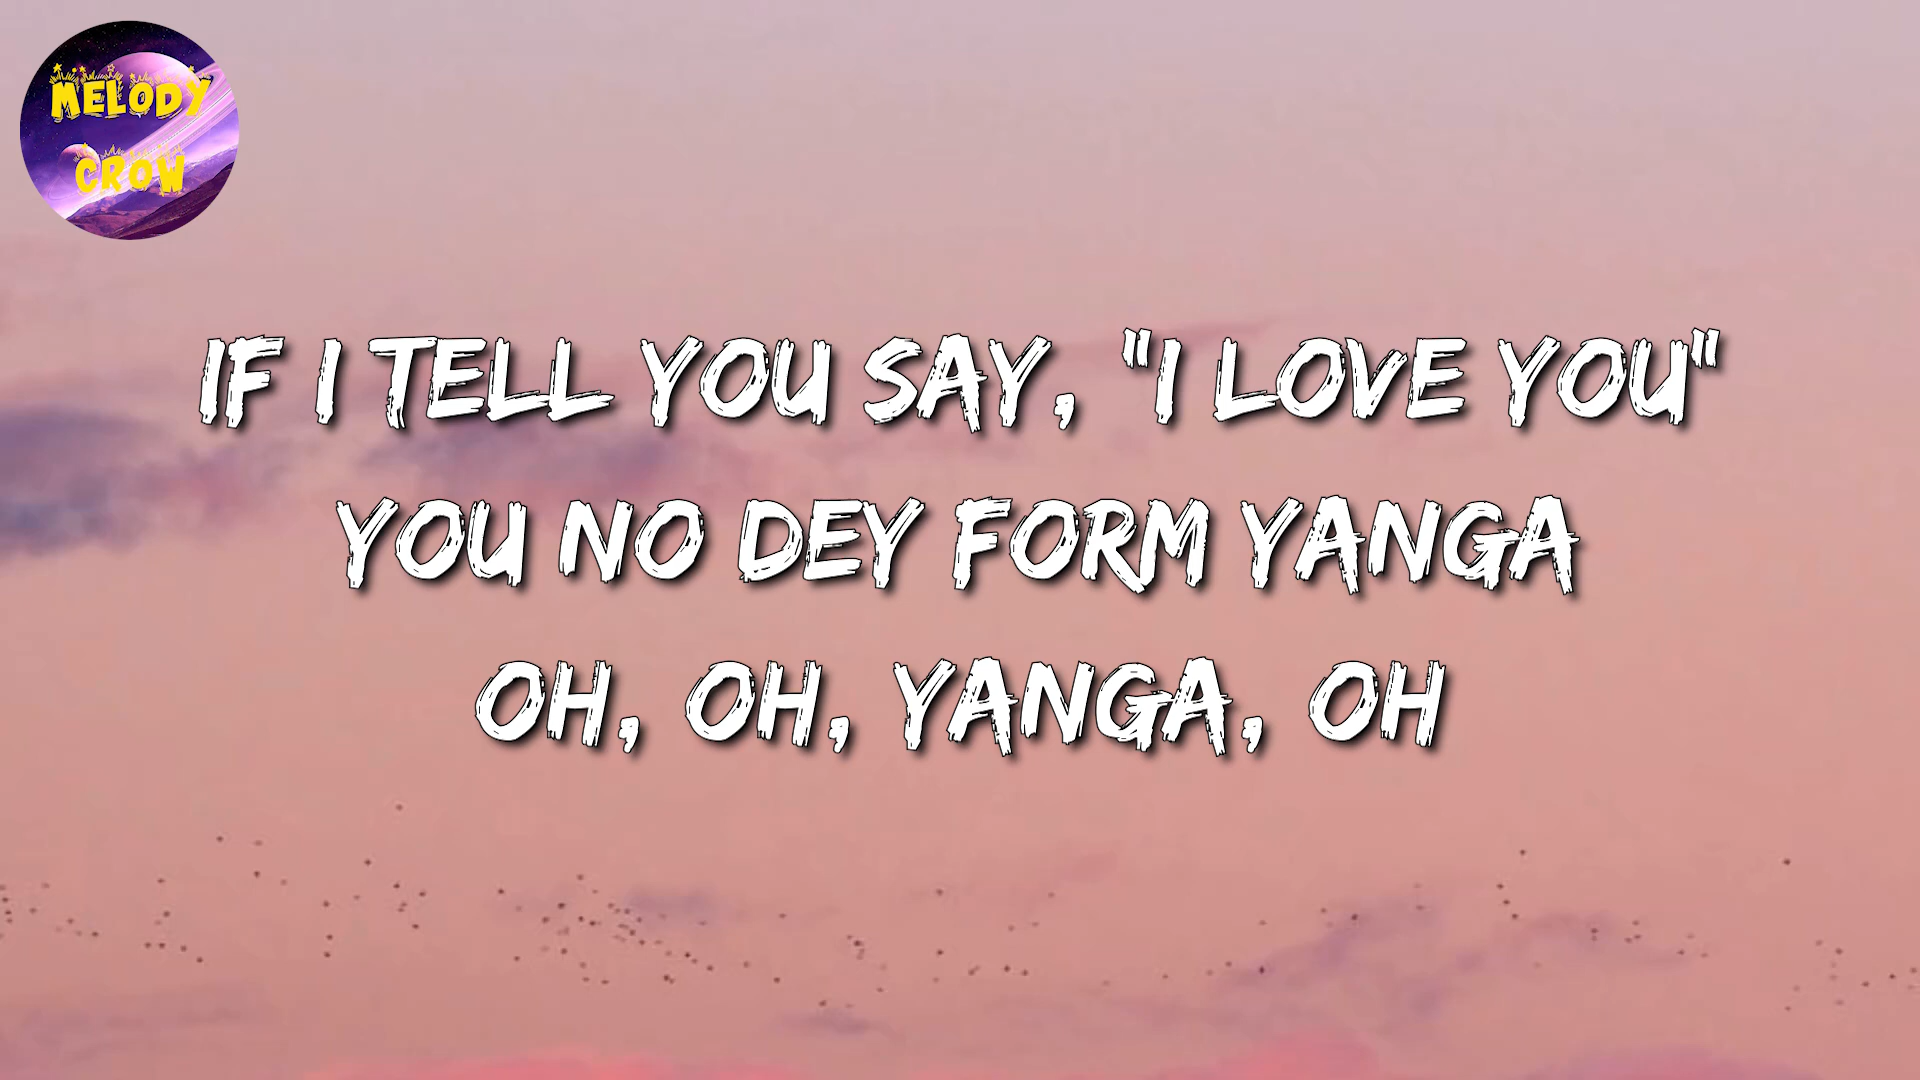 MELODY
CROW
IF I TELL YOU SAY, "I LOVE YOU"
YOU NO DEY FORM YANGA
OH, OH, YANGA, OH